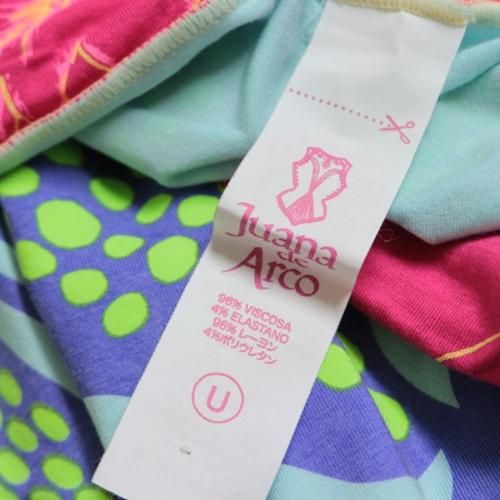 Juana
de
Arco
96% VISCOSA
4% ELASTANO
96% レーヨン
4%ポリウレタン
U